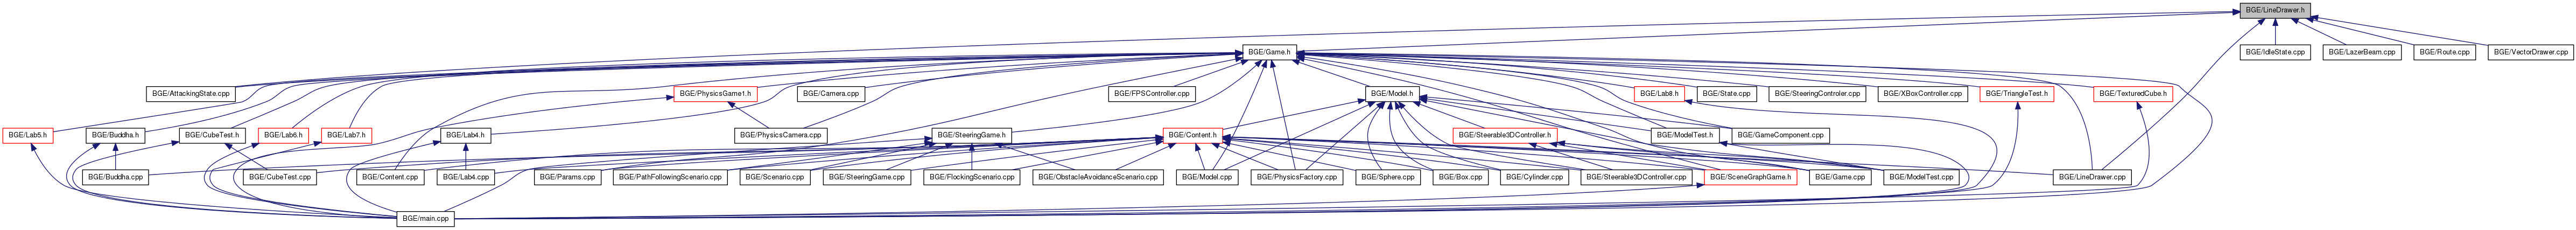 BGE/LineDrawer.h
BGE/Game.h
BGE/IdleState.cpp
BGE/LazerBeam.cpp
BGE/Route.cpp
BGE/VectorDrawer.cpp
BGE/AttackingState.cpp
BGE/PhysicsGame1.h
BGE/Camera.cpp
BGE/FPSController.cpp
BGE/Model.h
BGE/Lab8.h
BGE/State.cpp
BGE/SteeringControler.cpp
BGE/XBoxController.cpp
BGE/TriangleTest.h
BGE/TexturedCube.h
BGE/Lab5.h
BGE/Buddha.h
BGE/CubeTest.h
BGE/Lab6.h
BGE/Lab7.h
BGE/Lab4.h
BGE/PhysicsCamera.cpp
BGE/SteeringGame.h
BGE/Content.h
BGE/Steerable3DController.h
BGE/ModelTest.h
BGE/GameComponent.cpp
BGE/Buddha.cpp
BGE/CubeTest.cpp
BGE/Content.cpp
BGE/Lab4.cpp
BGE/Params.cpp
BGE/PathFollowingScenario.cpp
BGE/Scenario.cpp
BGE/SteeringGame.cpp
BGE/FlockingScenario.cpp
BGE/ObstacleAvoidanceScenario.cpp
BGE/Model.cpp
BGE/PhysicsFactory.cpp
BGE/Sphere.cpp
BGE/Box.cpp
BGE/Cylinder.cpp
BGE/Steerable3DController.cpp
BGE/SceneGraphGame.h
BGE/Game.cpp
BGE/ModelTest.cpp
BGE/LineDrawer.cpp
BGE/main.cpp